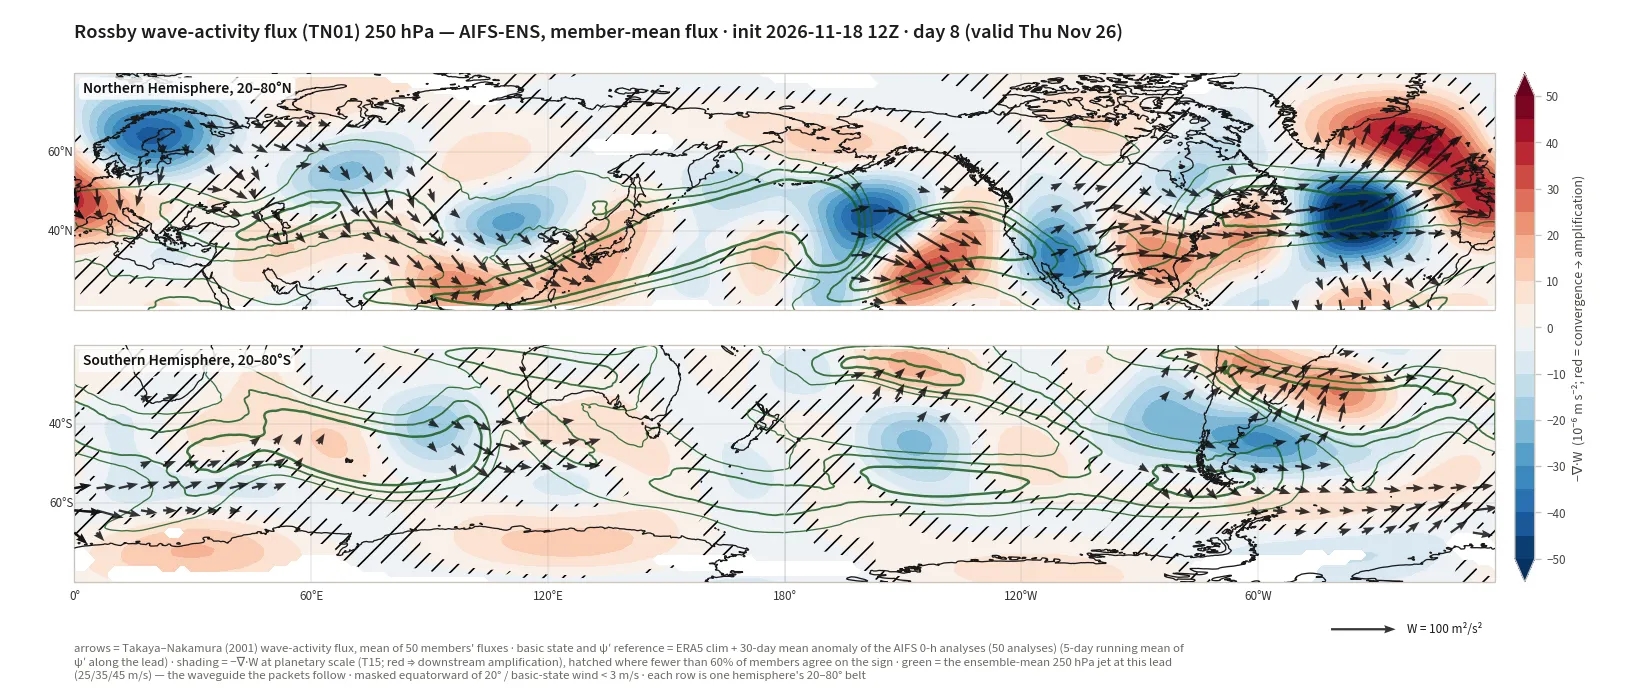 Rossby wave-activity flux (TN01) 250 hPa — AIFS-ENS, member-mean flux · init 2026-11-18 12Z · day 8 (valid Thu Nov 26)
Northern Hemisphere, 20–80°N
60°N
40°N
Southern Hemisphere, 20–80°S
40°S
60°S
0°
60°E
120°E
180°
120°W
60°W
50
40
30
20
10
0
−10
−20
−30
−40
−50
−∇·W (10⁻⁶ m s⁻²; red = convergence → amplification)
W = 100 m²/s²
arrows = Takaya–Nakamura (2001) wave-activity flux, mean of 50 members' fluxes · basic state and ψ' reference = ERA5 clim + 30-day mean anomaly of the AIFS 0-h analyses (50 analyses) (5-day running mean of
ψ' along the lead) · shading = −∇·W at planetary scale (T15; red ⇒ downstream amplification), hatched where fewer than 60% of members agree on the sign · green = the ensemble-mean 250 hPa jet at this lead
(25/35/45 m/s) — the waveguide the packets follow · masked equatorward of 20° / basic-state wind < 3 m/s · each row is one hemisphere's 20–80° belt